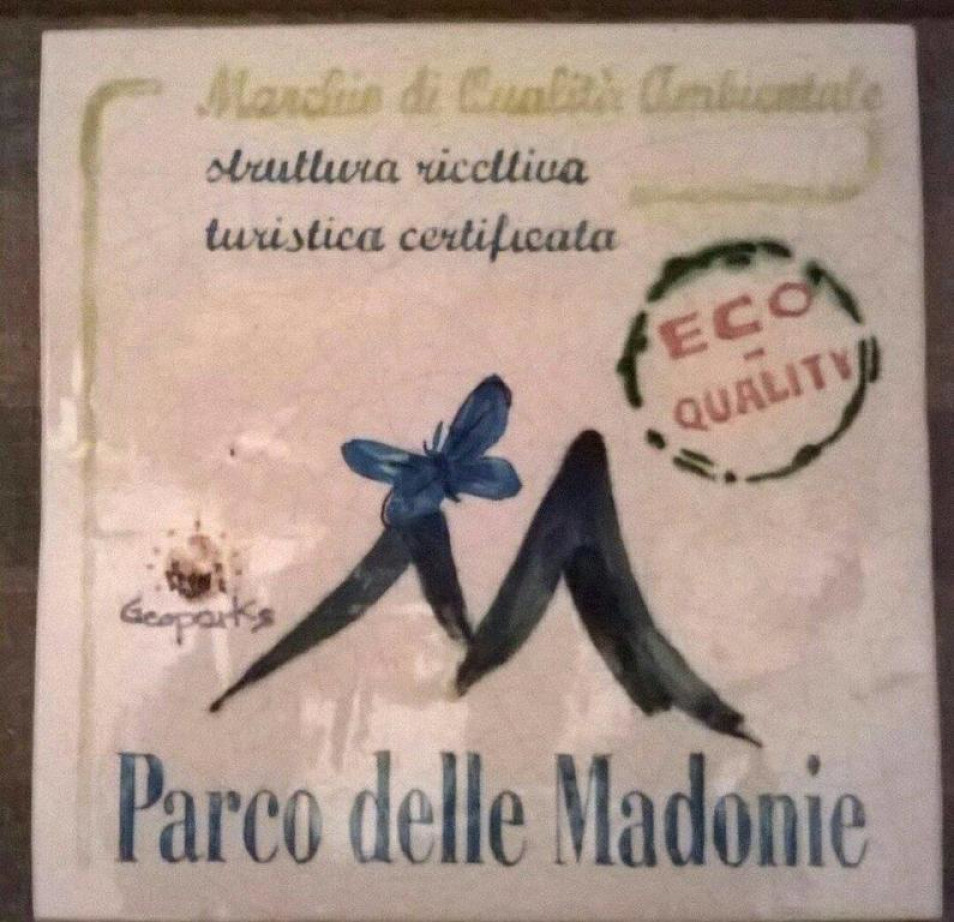 Marchio di Qualità Ambientale
struttura ricettiva
turistica certificata
ECO
-
QUALITY
Geoparks
Parco delle Madonie